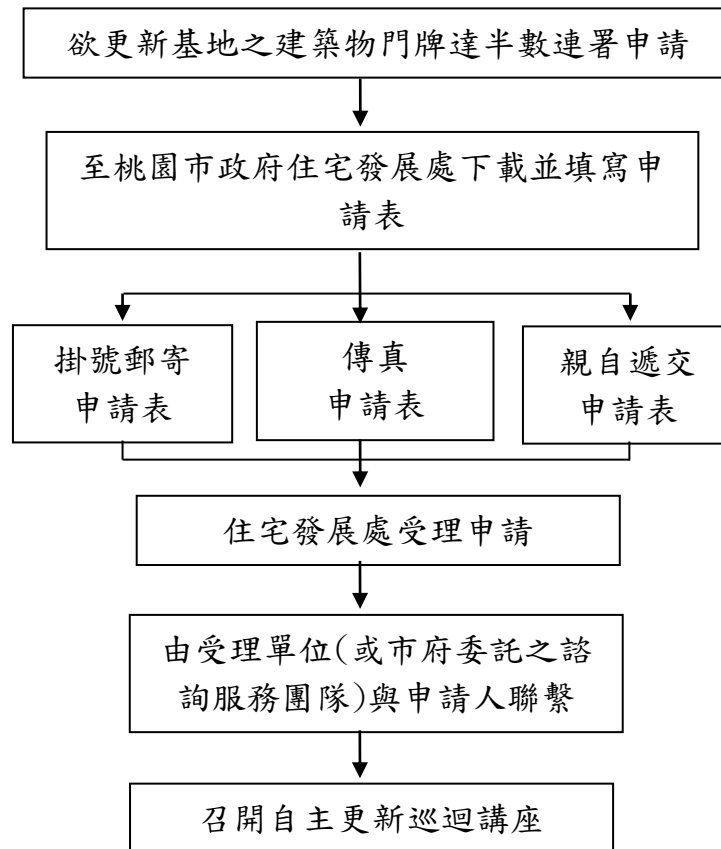 欲更新基地之建築物門牌達半數連署申請
至桃園市政府住宅發展處下載並填寫申
請表
掛號郵寄
申請表
傳真
申請表
親自遞交
申請表
住宅發展處受理申請
由受理單位(或市府委託之諮
詢服務團隊)與申請人聯繫
召開自主更新巡迴講座